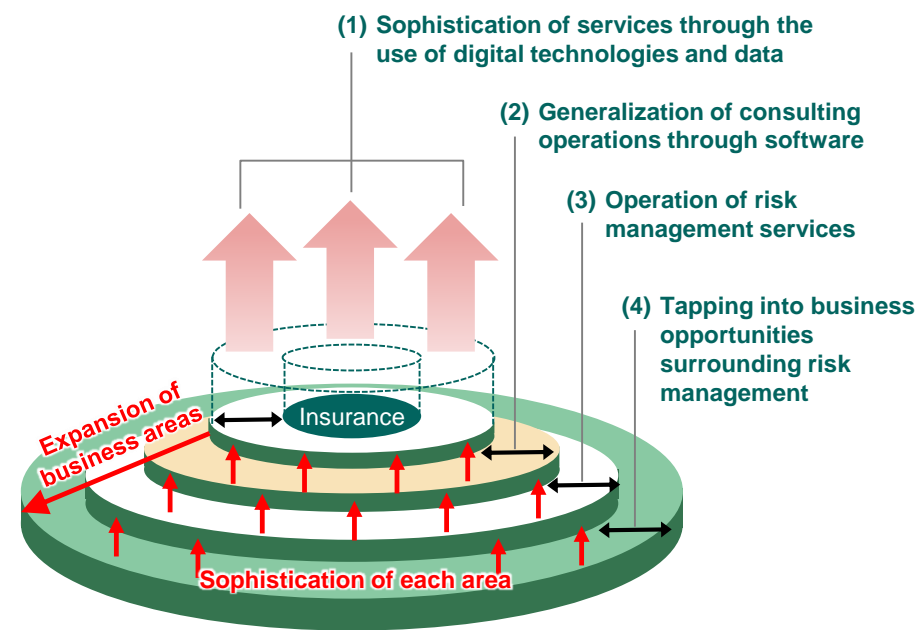 (1) Sophistication of services through the
use of digital technologies and data
(2) Generalization of consulting
operations through software
(3) Operation of risk
management services
(4) Tapping into business
opportunities
surrounding risk
management
Insurance
Expansion of
business areas
Sophistication of each area